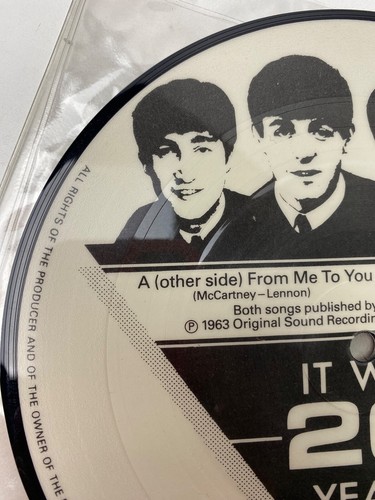 ALL RIGHTS OF THE PRODUCER AND OF THE OWNER OF THE
A (other side) From Me To You
(McCartney–Lennon)
Both songs published by
℗ 1963 Original Sound Recordin
IT W
20
YEA